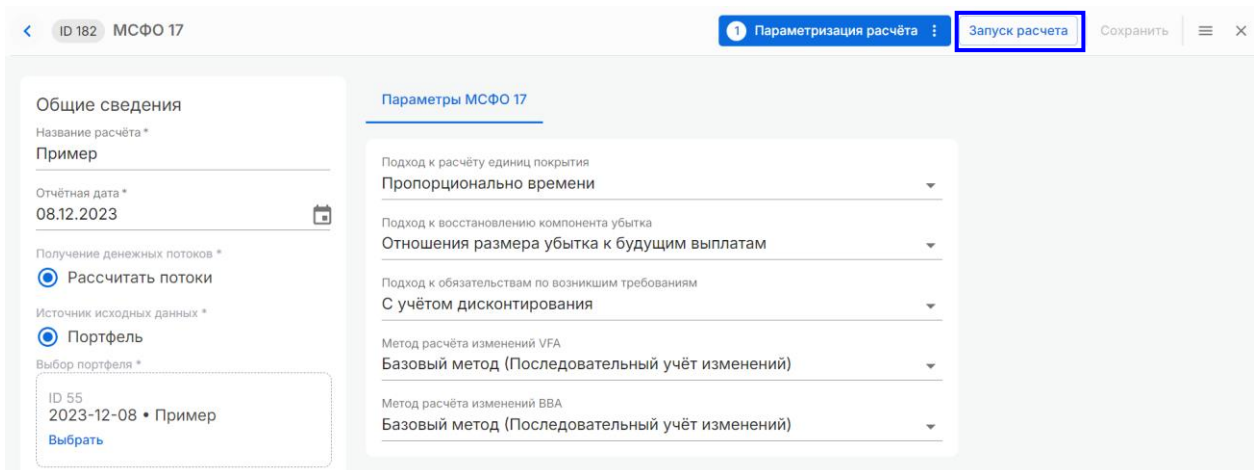 ID 182 МСФО 17
1 Параметризация расчёта
Запуск расчета
Сохранить
Общие сведения
Название расчёта *
Пример
Отчётная дата *
08.12.2023
Получение денежных потоков *
Рассчитать потоки
Источник исходных данных *
Портфель
Выбор портфеля *
ID 55
2023-12-08 • Пример
Выбрать
Параметры МСФО 17
Подход к расчёту единиц покрытия
Пропорционально времени
Подход к восстановлению компонента убытка
Отношения размера убытка к будущим выплатам
Подход к обязательствам по возникшим требованиям
С учётом дисконтирования
Метод расчёта изменений VFA
Базовый метод (Последовательный учёт изменений)
Метод расчёта изменений BBA
Базовый метод (Последовательный учёт изменений)